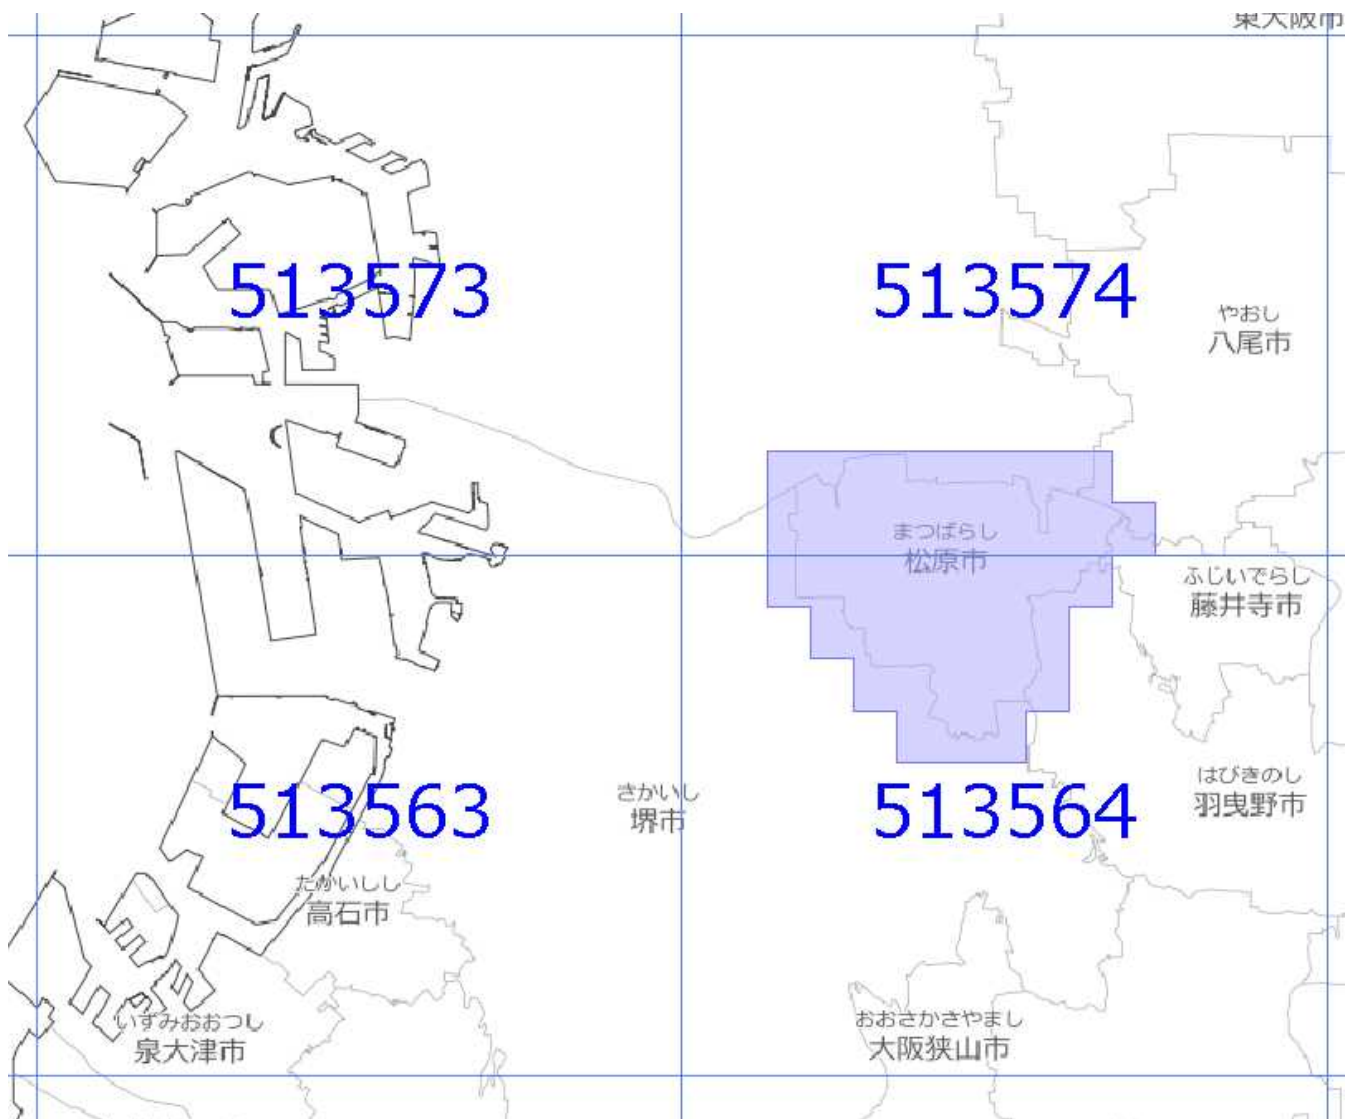 東大阪市
513573
513574
やおし
八尾市
まつばらし
松原市
ふじいでらし
藤井寺市
はびきのし
羽曳野市
さかいし
堺市
513563
513564
たかいしし
高石市
いずみおおつし
泉大津市
おおさかさやまし
大阪狭山市